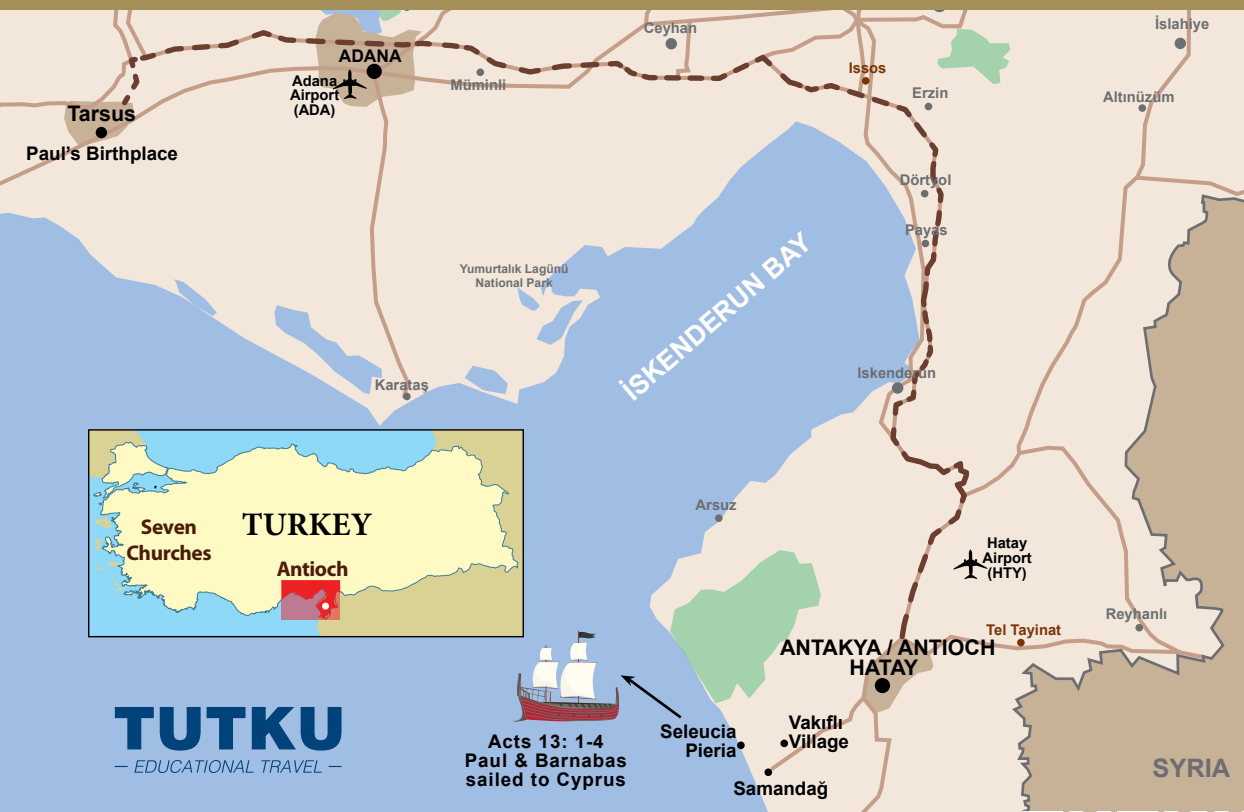 Ceyhan
İslahiye
ADANA
Adana
Airport
(ADA)
Müminli
Issos
Erzin
Altınüzüm
Tarsus
Paul's Birthplace
Dörtyol
Payas
Yumurtalık Lagünü
National Park
İSKENDERUN BAY
Karataş
Iskenderun
Arsuz
Seven
Churches
TURKEY
Antioch
Hatay
Airport
(HTY)
Reyhanlı
Tel Tayinat
ANTAKYA / ANTIOCH
HATAY
Seleucia
Pieria
Vakıflı
Village
Samandağ
Acts 13: 1-4
Paul & Barnabas
sailed to Cyprus
TUTKU
— EDUCATIONAL TRAVEL —
SYRIA